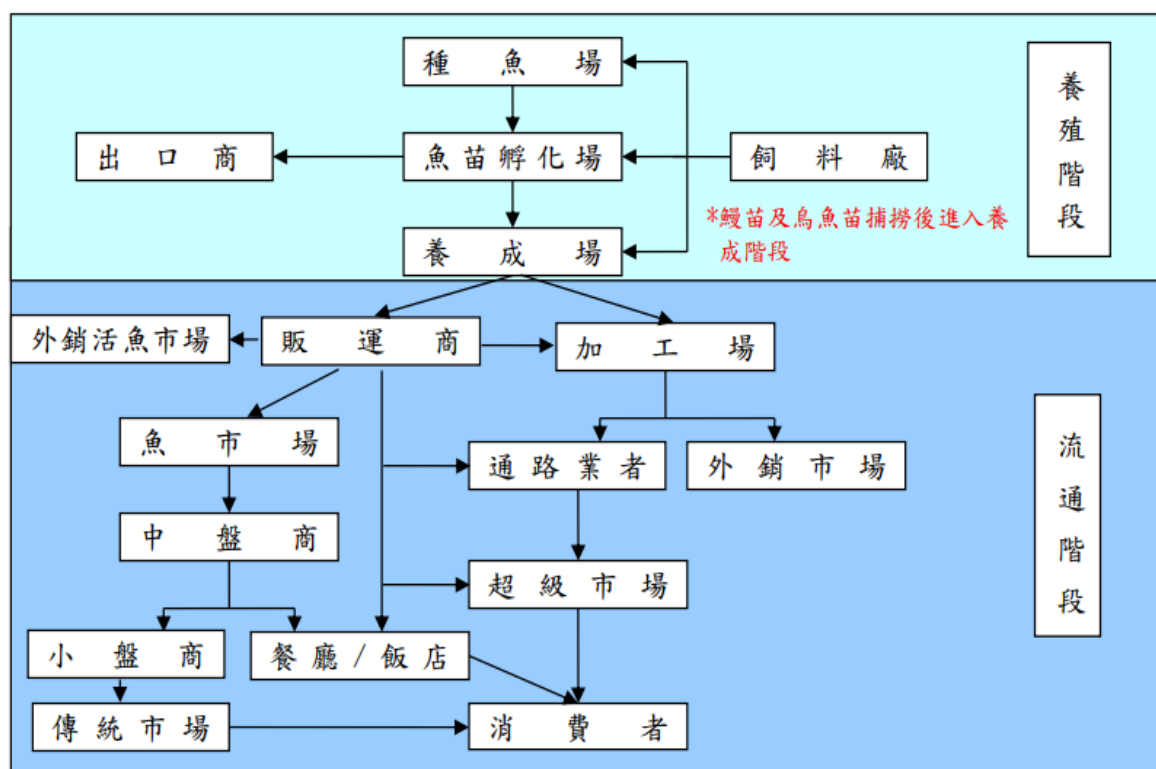 種魚場
養殖階段
出口商
魚苗孵化場
飼料廠
*鰻苗及烏魚苗捕撈後進入養
成階段
養成場
外銷活魚市場
販運商
加工場
流通階段
魚市場
通路業者
外銷市場
中盤商
超級市場
小盤商
餐廳/飯店
傳統市場
消費者